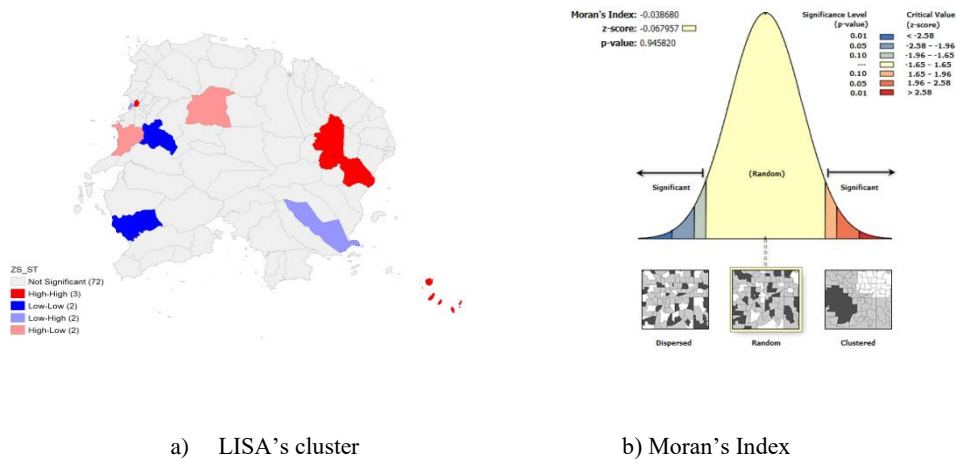 ZS_ST
Not Significant (72)
High-High (3)
Low-Low (2)
Low-High (2)
High-Low (2)
Moran's Index: -0.038680
z-score: -0.067957
p-value: 0.945820
Significance Level
(p-value)
Critical Value
(z-score)
0.01 < -2.58
0.05 -2.58 – -1.96
0.10 -1.96 – -1.65
--- -1.65 – 1.65
0.10 1.65 – 1.96
0.05 1.96 – 2.58
0.01 > 2.58
(Random)
Significant
Significant
Dispersed
Random
Clustered
a) LISA’s cluster
b) Moran’s Index